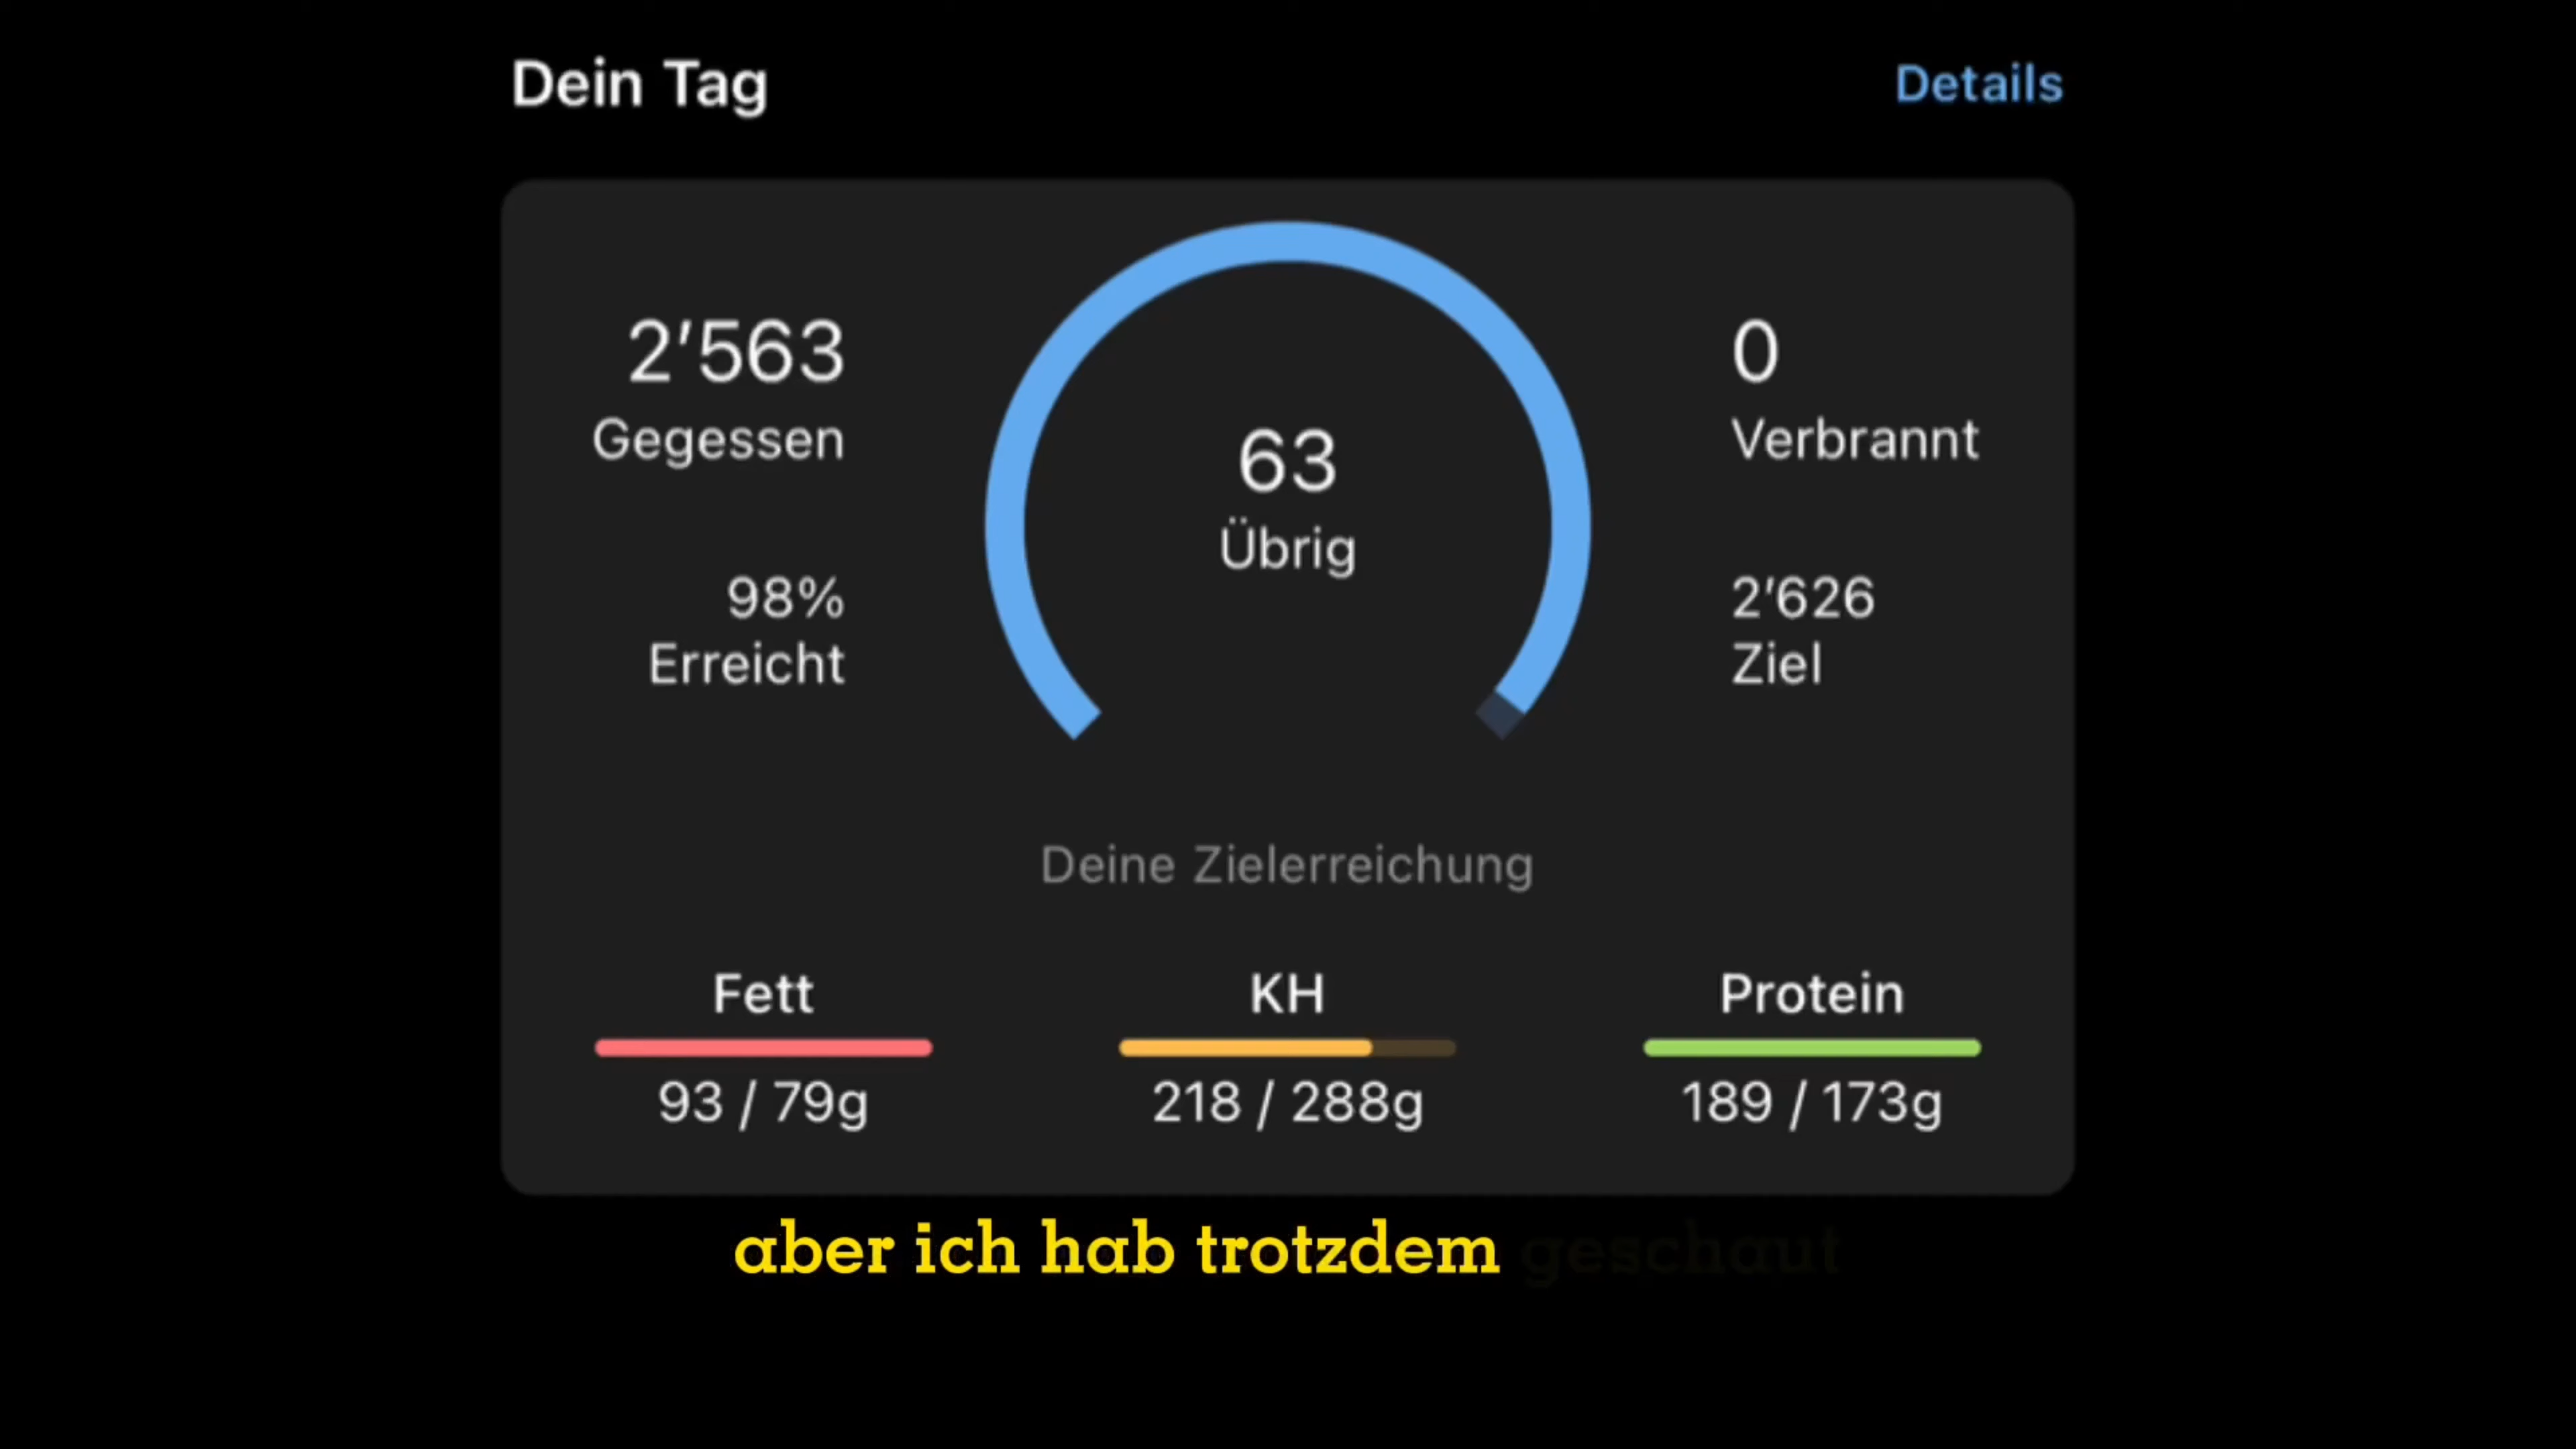 Dein Tag
Details
2’563
Gegessen
63
Übrig
0
Verbrannt
98%
Erreicht
2’626
Ziel
Deine Zielerreichung
Fett
KH
Protein
93 / 79g
218 / 288g
189 / 173g
aber ich hab trotzdem geschaut